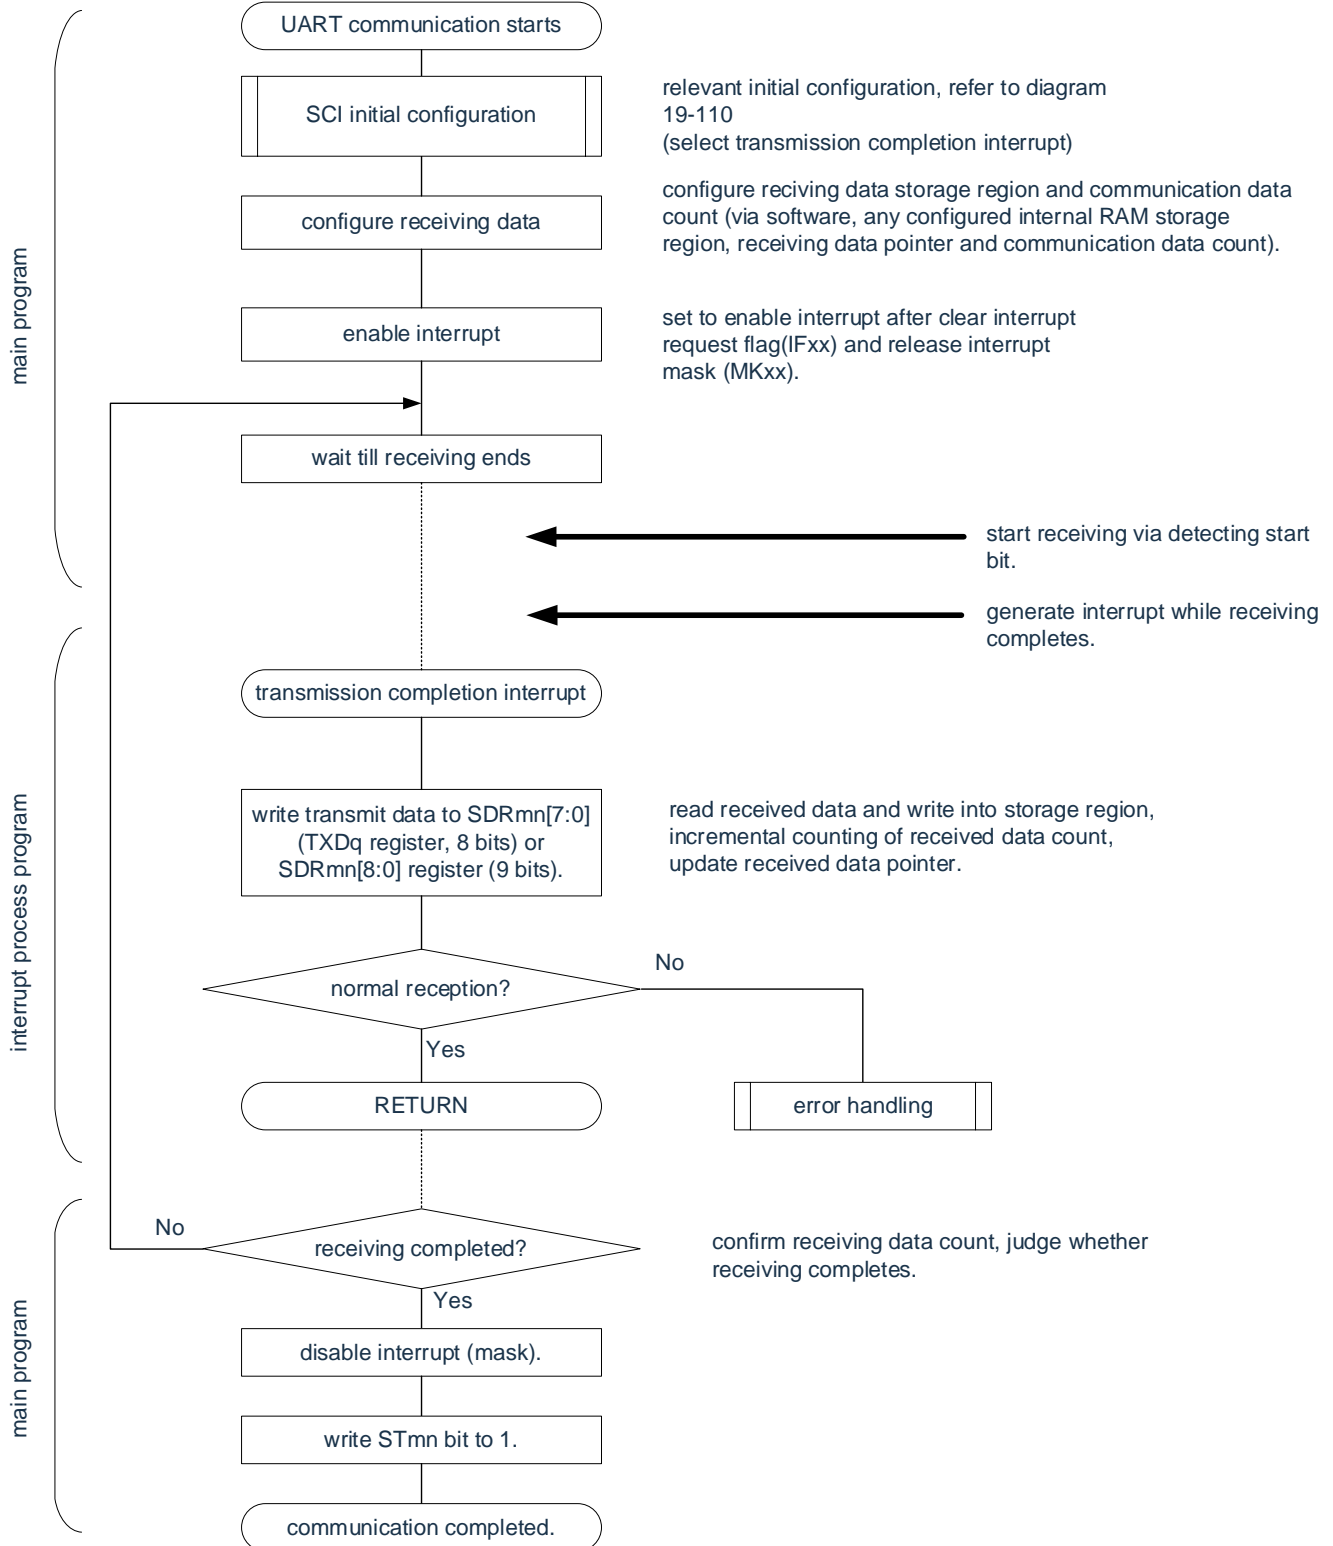 UART communication starts
SCI initial configuration
relevant initial configuration, refer to diagram
19-110
(select transmission completion interrupt)
configure receiving data
configure reciving data storage region and communication data
count (via software, any configured internal RAM storage
region, receiving data pointer and communication data count).
main program
enable interrupt
set to enable interrupt after clear interrupt
request flag(IFxx) and release interrupt
mask (MKxx).
wait till receiving ends
start receiving via detecting start
bit.
generate interrupt while receiving
completes.
transmission completion interrupt
write transmit data to SDRmn[7:0]
(TXDq register, 8 bits) or
SDRmn[8:0] register (9 bits).
read received data and write into storage region,
incremental counting of received data count,
update received data pointer.
interrupt process program
normal reception?
No
Yes
RETURN
error handling
No
receiving completed?
confirm receiving data count, judge whether
receiving completes.
Yes
main program
disable interrupt (mask).
write STmn bit to 1.
communication completed.